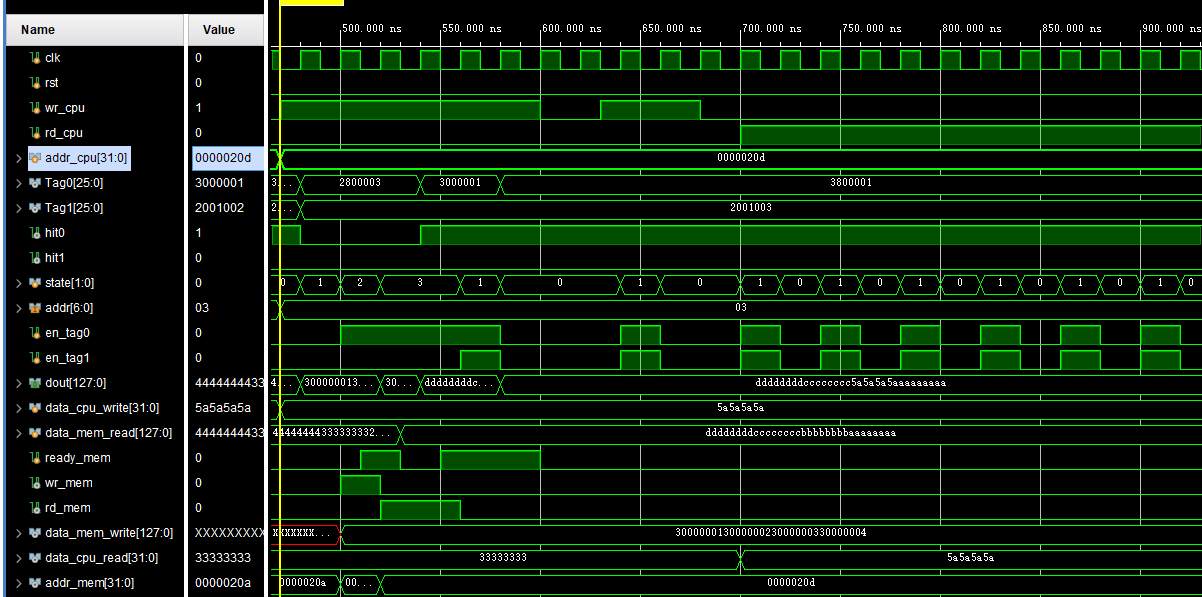 Name Value 500.000 ns 550.000 ns 600.000 ns 650.000 ns 700.000 ns 750.000 ns 800.000 ns 850.000 ns 900.000 ns
clk 0
rst 0
wr_cpu 1
rd_cpu 0
addr_cpu[31:0] 0000020d 0000020d
Tag0[25:0] 3000001 3... 2800003 3000001 3800001
Tag1[25:0] 2001002 2... 2001003
hit0 1
hit1 0
state[1:0] 0 0 1 2 3 1 0 1 0 1 0 1 0 1 0 1 0 1 0 1 0
addr[6:0] 03 03
en_tag0 0
en_tag1 0
dout[127:0] 4444444433 4... 300000013... 30... ddddddddc... ddddddddcccccccc5a5a5a5aaaaaaaaa
data_cpu_write[31:0] 5a5a5a5a 5a5a5a5a
data_mem_read[127:0] 4444444433 44444444333333332... ddddddddccccccccbbbbbbbbaaaaaaaa
ready_mem 0
wr_mem 0
rd_mem 0
data_mem_write[127:0] XXXXXXXXX XXXXXXX... 30000001300000023000000330000004
data_cpu_read[31:0] 33333333 33333333 5a5a5a5a
addr_mem[31:0] 0000020a 0000020a 00... 0000020d